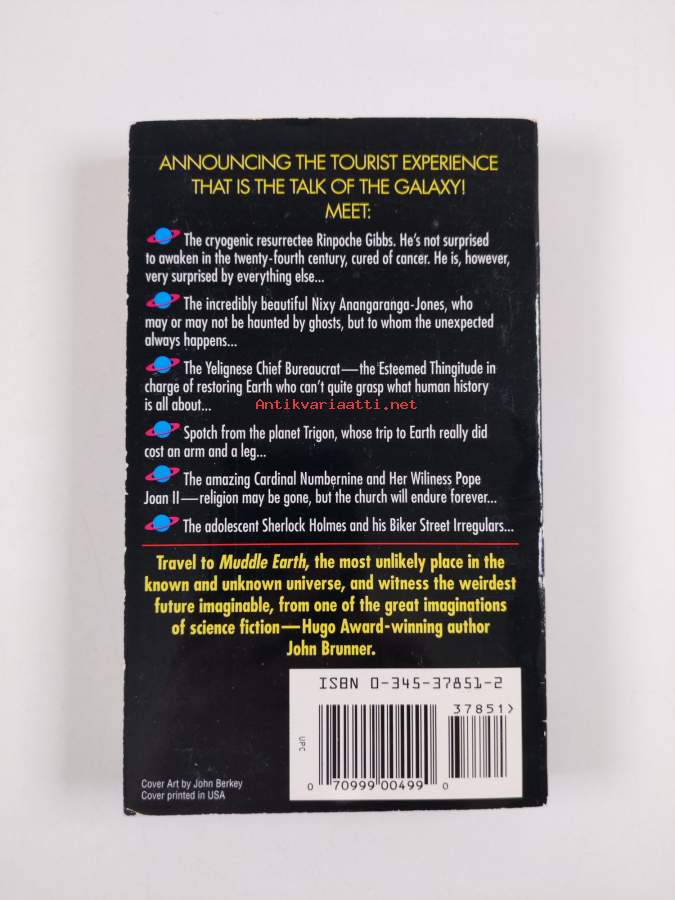 ANNOUNCING THE TOURIST EXPERIENCE
THAT IS THE TALK OF THE GALAXY!
MEET:
The cryogenic resurrectee Rinpoche Gibbs. He's not surprised
to awaken in the twenty-fourth century, cured of cancer. He is, however,
very surprised by everything else...
The incredibly beautiful Nixy Anangaranga-Jones, who
may or may not be haunted by ghosts, but to whom the unexpected
always happens...
The Yelignese Chief Bureaucrat—the Esteemed Thingitude in
charge of restoring Earth who can't quite grasp what human history
is all about...
Antikvariaatti.net
Spotch from the planet Trigon, whose trip to Earth really did
cost an arm and a leg...
The amazing Cardinal Numbernine and Her Wiliness Pope
Joan II—religion may be gone, but the church will endure forever...
The adolescent Sherlock Holmes and his Biker Street Irregulars...
Travel to Muddle Earth, the most unlikely place in the
known and unknown universe, and witness the weirdest
future imaginable, from one of the great imaginations
of science fiction—Hugo Award-winning author
John Brunner.
ISBN 0-345-37851-2
37851>
UPC
0 70999 00499 0
Cover Art by John Berkey
Cover printed in USA